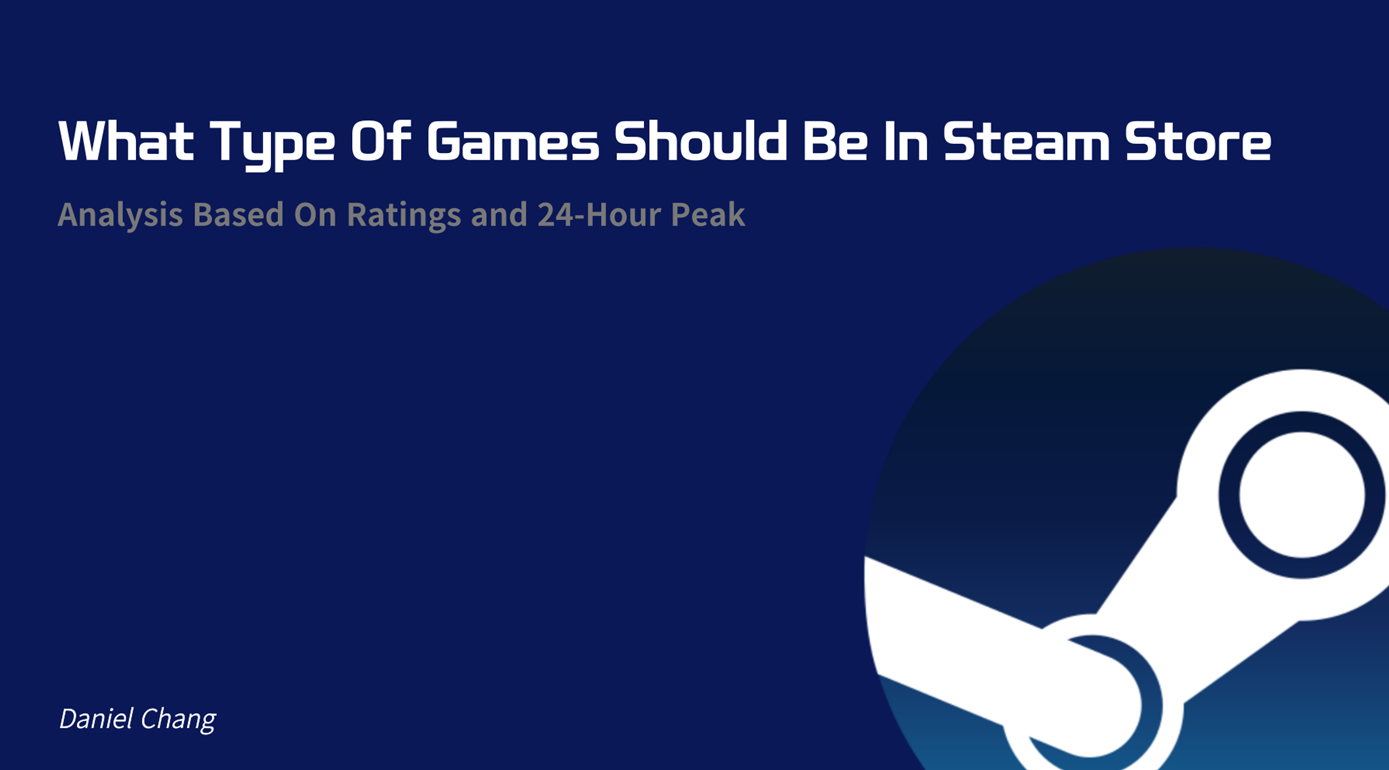 What Type Of Games Should Be In Steam Store
Analysis Based On Ratings and 24-Hour Peak
Daniel Chang